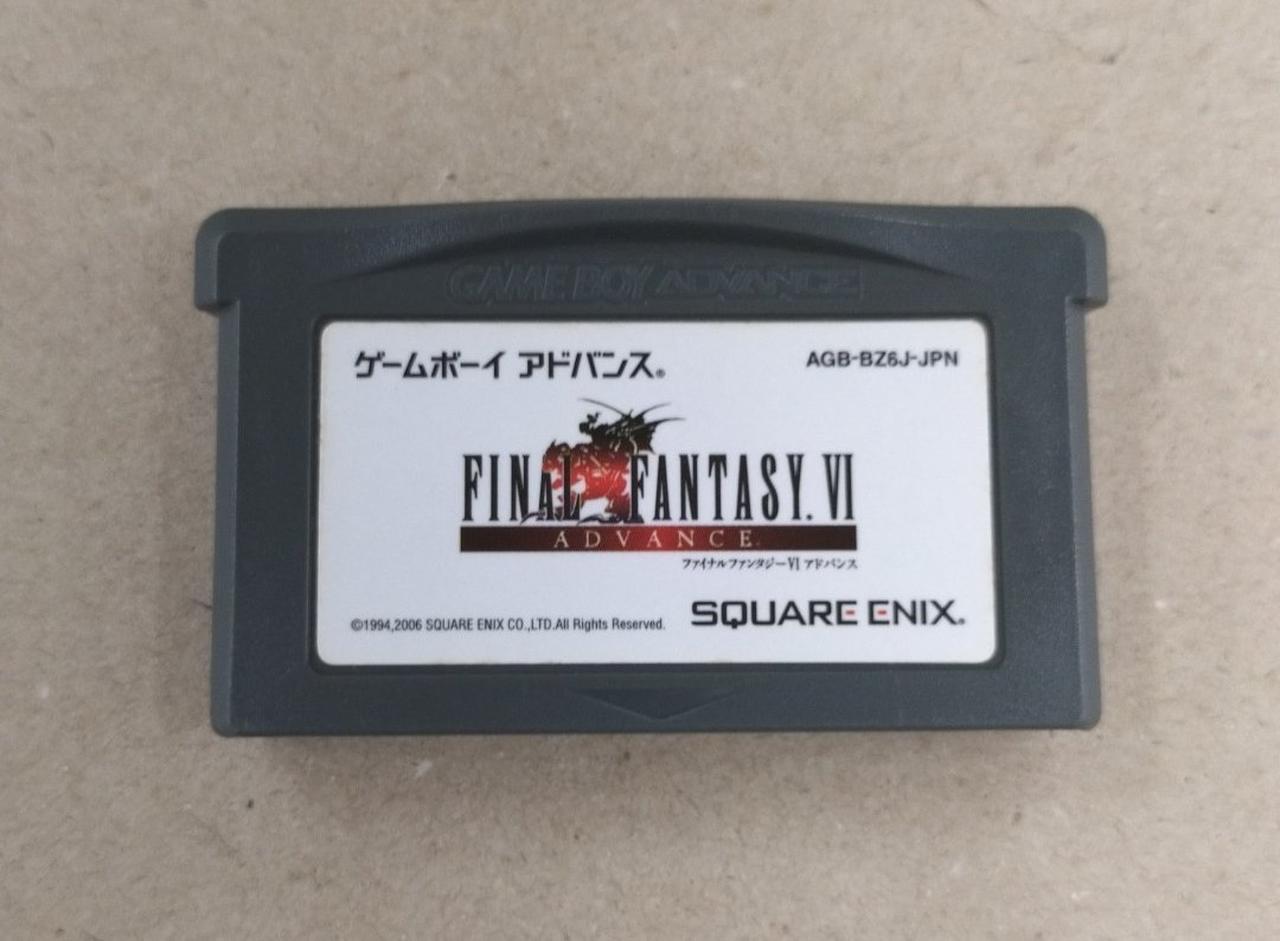 GAME BOY ADVANCE
ゲームボーイ アドバンス®
AGB-BZ6J-JPN
FINAL FANTASY. VI
ADVANCE
ファイナルファンタジーVI アドバンス
©1994,2006 SQUARE ENIX CO.,LTD.All Rights Reserved.
SQUARE ENIX®